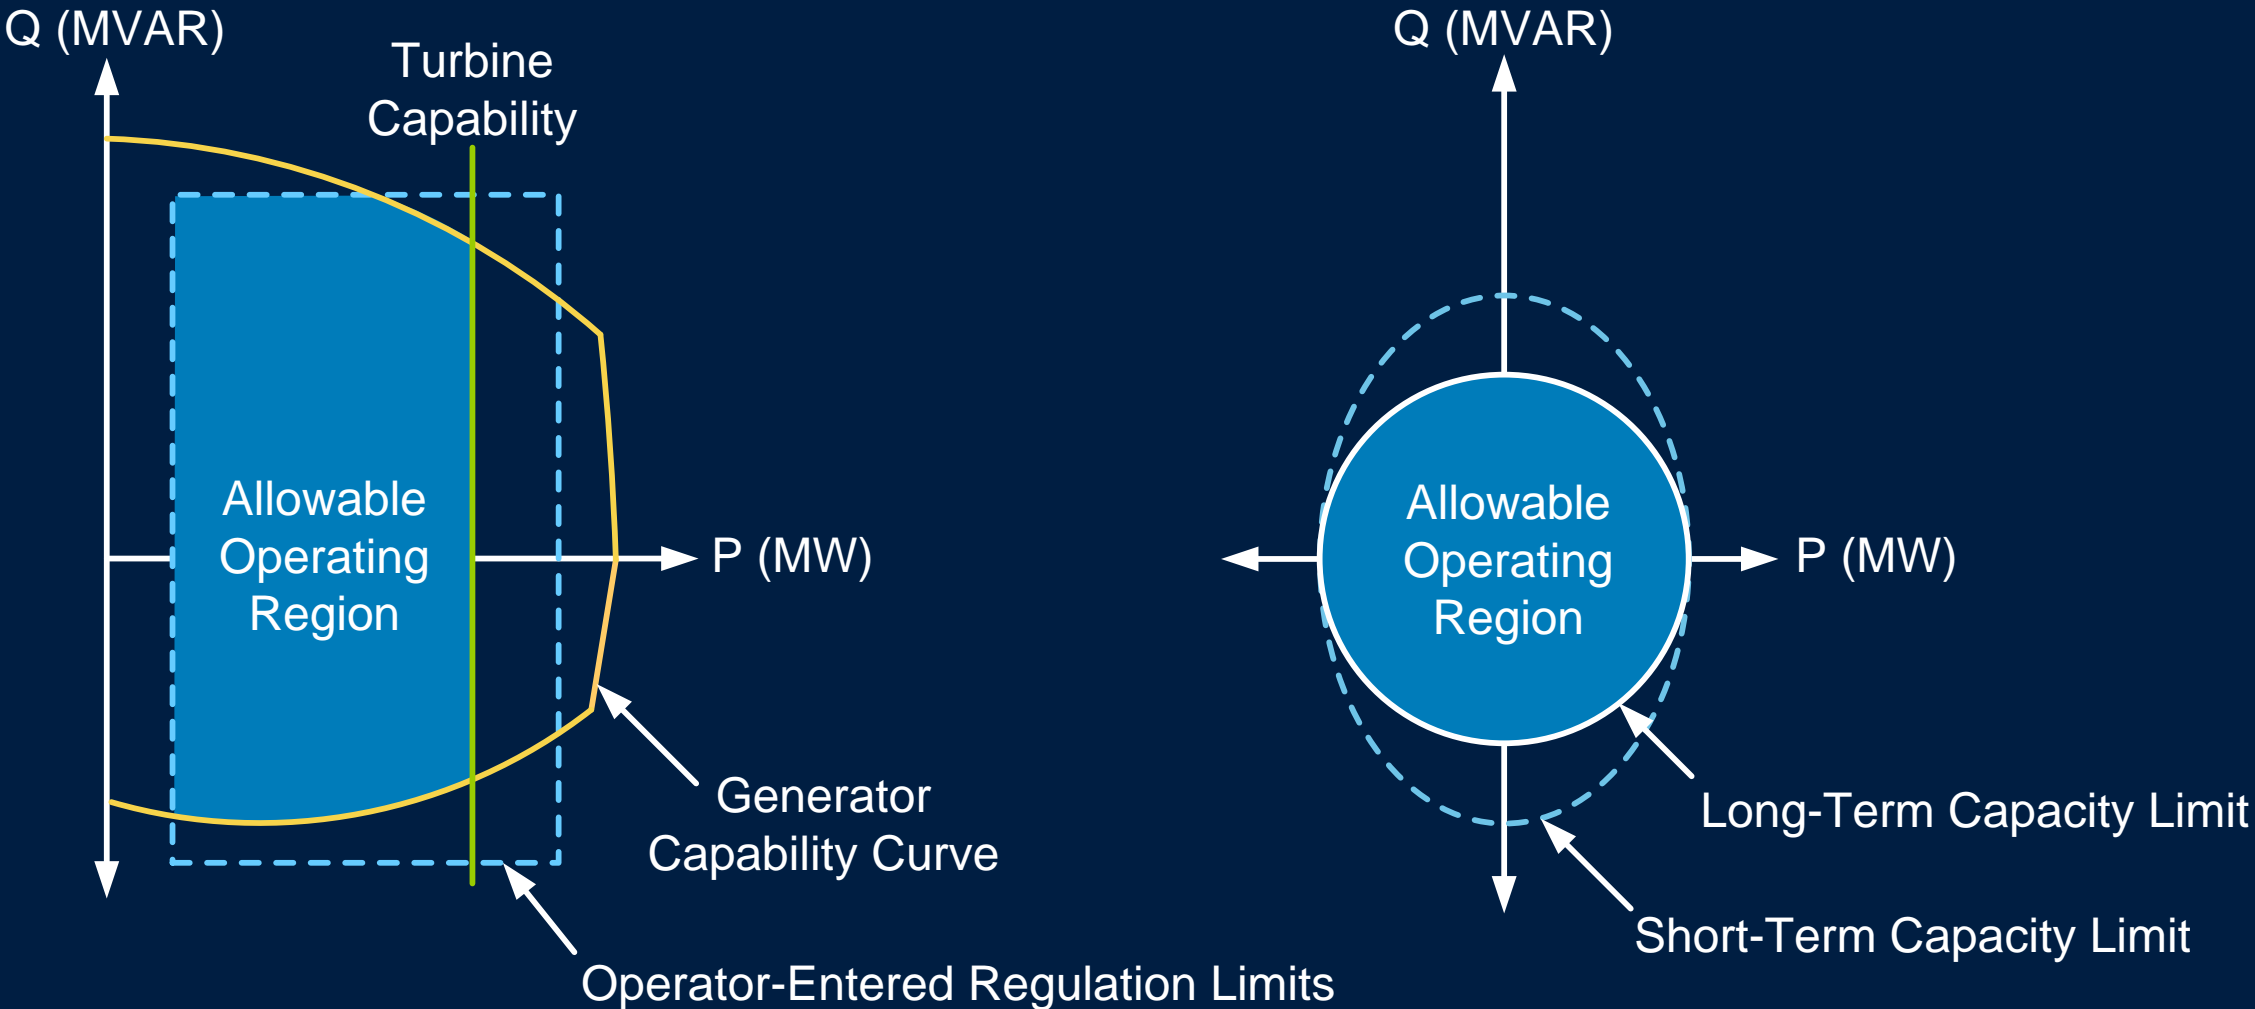 Q (MVAR)
Turbine
Capability
Allowable
Operating
Region
P (MW)
Generator
Capability Curve
Operator-Entered Regulation Limits
Q (MVAR)
Allowable
Operating
Region
P (MW)
Long-Term Capacity Limit
Short-Term Capacity Limit